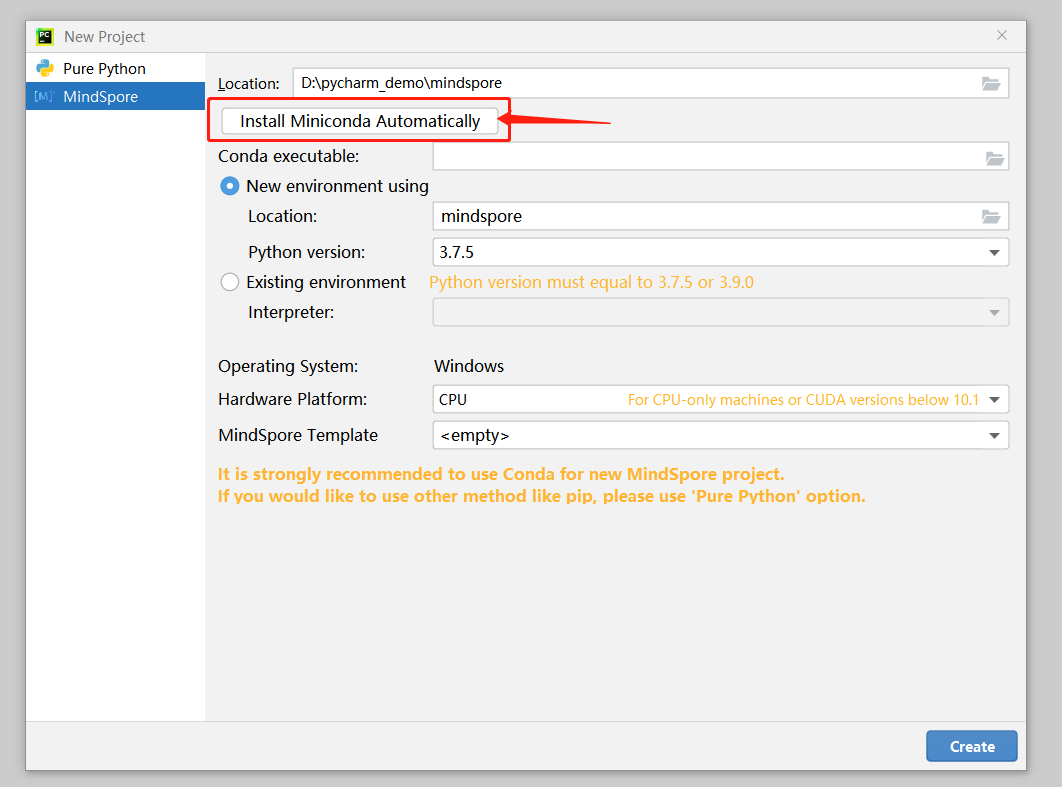 New Project
Pure Python
MindSpore
Location: D:\pycharm_demo\mindspore
Install Miniconda Automatically
Conda executable:
New environment using
Location: mindspore
Python version: 3.7.5
Existing environment Python version must equal to 3.7.5 or 3.9.0
Interpreter:
Operating System: Windows
Hardware Platform: CPU For CPU-only machines or CUDA versions below 10.1
MindSpore Template <empty>
It is strongly recommended to use Conda for new MindSpore project.
If you would like to use other method like pip, please use 'Pure Python' option.
Create